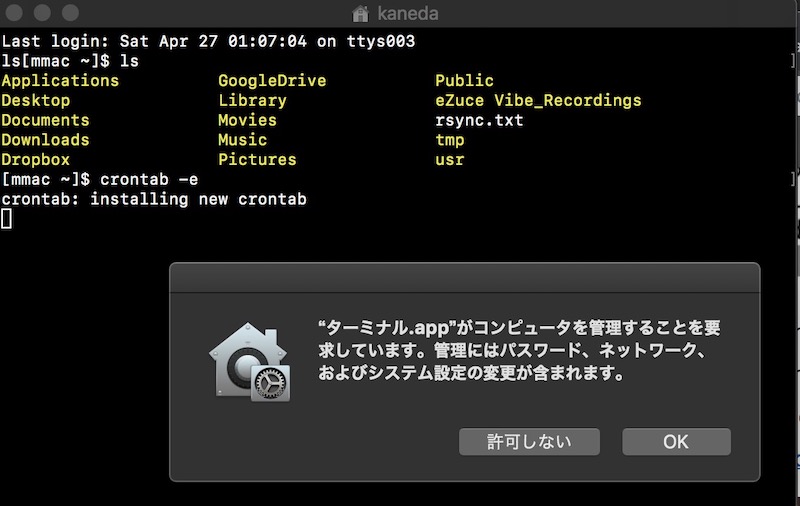 kaneda
Last login: Sat Apr 27 01:07:04 on ttys003
ls[mmac ~]$ ls ]
Applications GoogleDrive Public
Desktop Library eZuce Vibe_Recordings
Documents Movies rsync.txt
Downloads Music tmp
Dropbox Pictures usr
[mmac ~]$ crontab -e ]
crontab: installing new crontab
“ターミナル.app”がコンピュータを管理することを要
求しています。管理にはパスワード、ネットワーク、
およびシステム設定の変更が含まれます。
許可しない OK